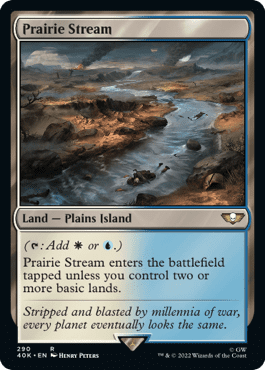 Prairie Stream
Land — Plains Island
(: Add or .)
Prairie Stream enters the battlefield
tapped unless you control two or
more basic lands.
Stripped and blasted by millennia of war,
every planet eventually looks the same.
290 R
40K • EN HENRY PETERS
© GW
™ & © 2022 Wizards of the Coast